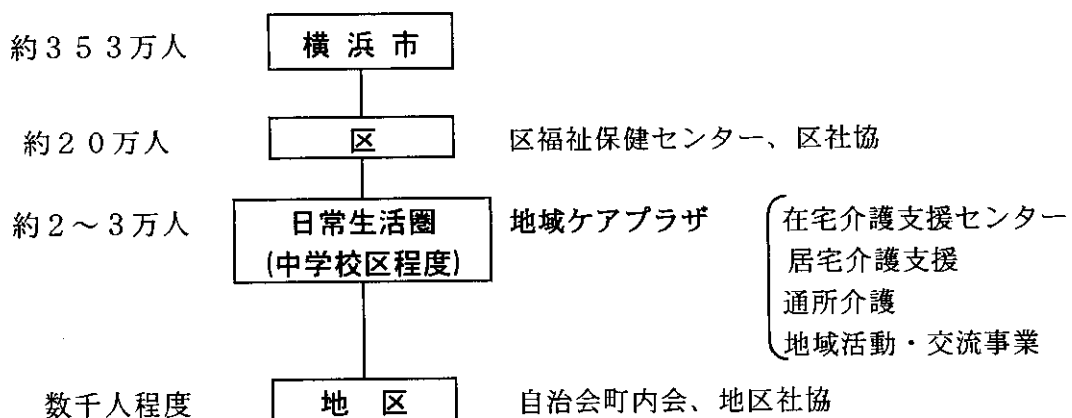 約３５３万人 横浜市
約２０万人 区 区福祉保健センター、区社協
約２～３万人 日常生活圏 地域ケアプラザ 在宅介護支援センター
(中学校区程度) 居宅介護支援
通所介護
地域活動・交流事業
数千人程度 地区 自治会町内会、地区社協